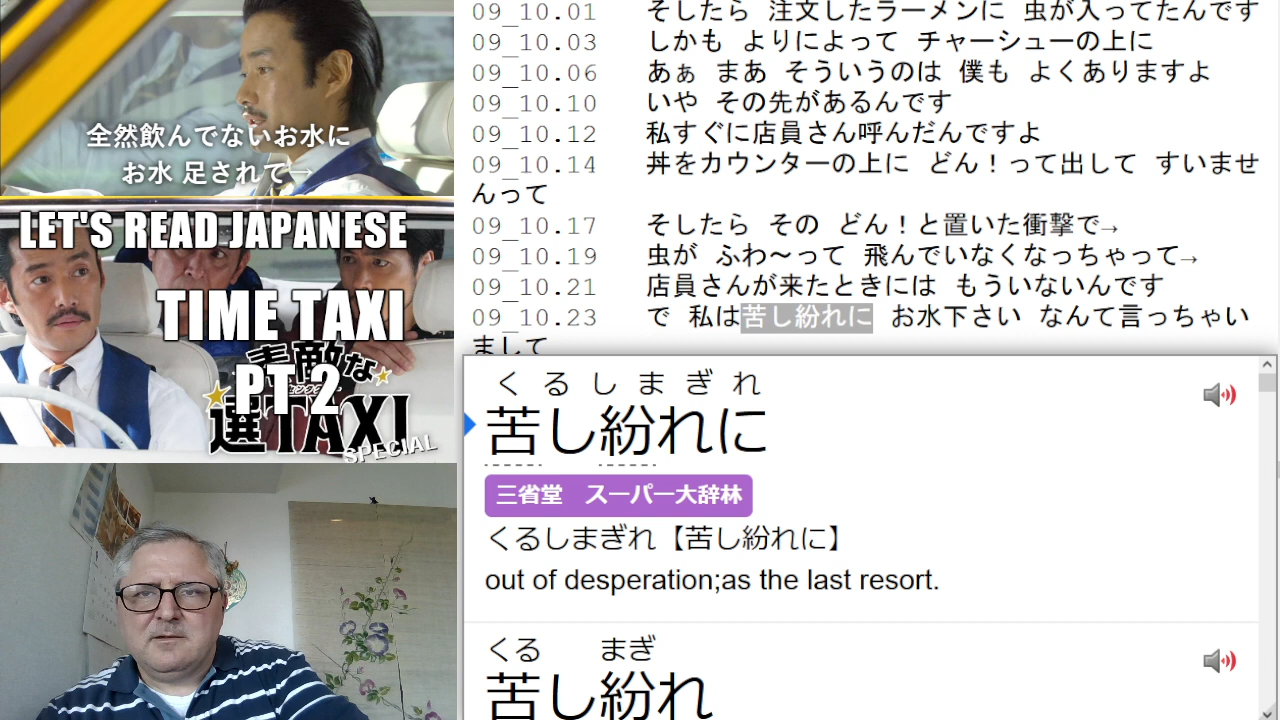 全然飲んでないお水に
お水 足されて→
LET'S READ JAPANESE
TIME TAXI
PT 2
素敵な
選TAXI
SPECIAL
09_10.01 そしたら 注文したラーメンに 虫が入ってたんです
09_10.03 しかも よりによって チャーシューの上に
09_10.06 あぁ まあ そういうのは 僕も よくありますよ
09_10.10 いや その先があるんです
09_10.12 私すぐに店員さん呼んだんですよ
09_10.14 丼をカウンターの上に どん！って出して すいませ
んって
09_10.17 そしたら その どん！と置いた衝撃で→
09_10.19 虫が ふわ～って 飛んでいなくなっちゃって→
09_10.21 店員さんが来たときには もういないんです
09_10.23 で 私は苦し紛れに お水下さい なんて言っちゃい
まして
くるしまぎれ
苦し紛れに
三省堂 スーパー大辞林
くるしまぎれ【苦し紛れに】
out of desperation;as the last resort.
くる まぎ
苦し紛れ